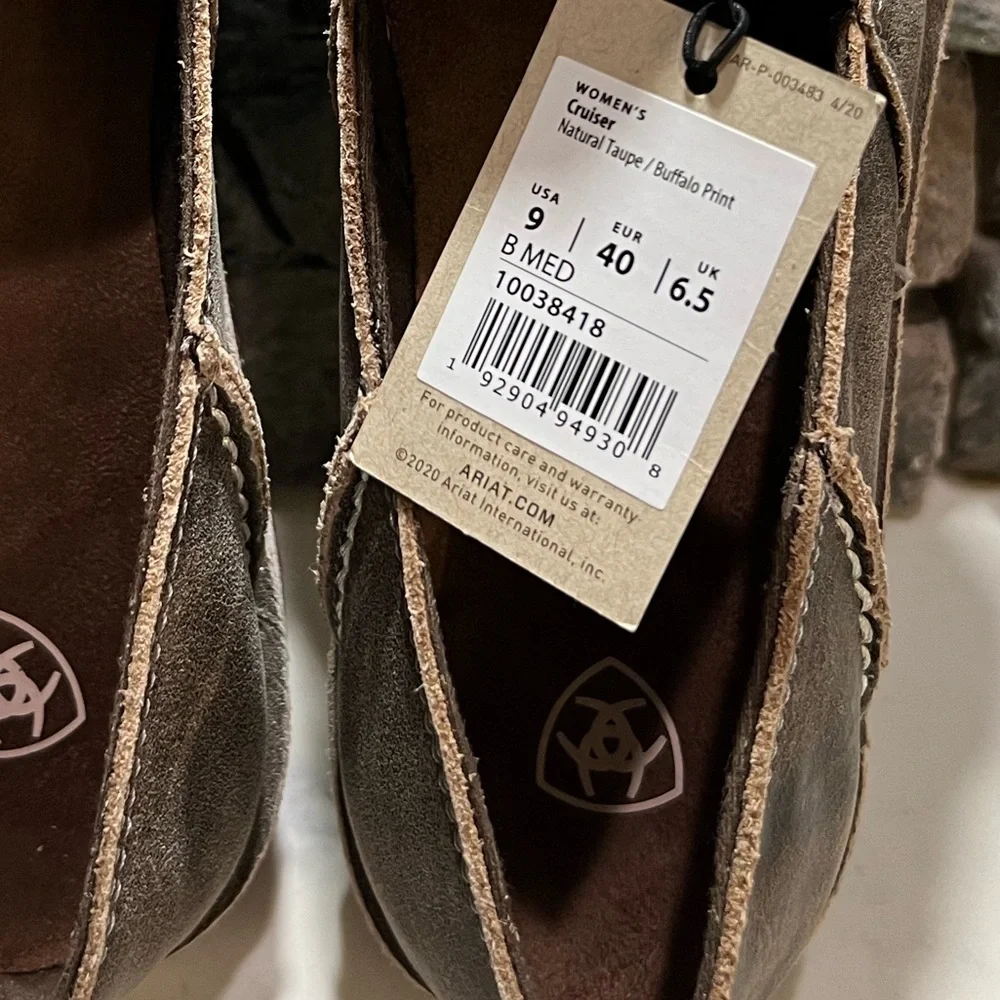 AR-P-003483 4/20
WOMEN'S
Cruiser
Natural Taupe / Buffalo Print
USA EUR UK
9 | 40 | 6.5
B MED
10038418
1 92904 94930 8
For product care and warranty
information, visit us at:
ARIAT.COM
©2020 Ariat International, inc.